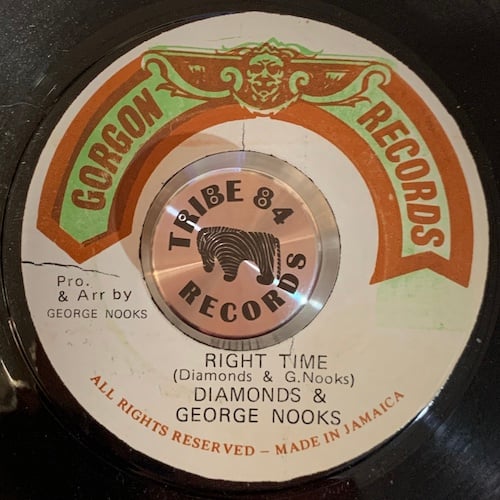 GORGON RECORDS
TRIBE 84
RECORDS
Pro.
& Arr by
GEORGE NOOKS
RIGHT TIME
(Diamonds & G.Nooks)
DIAMONDS &
GEORGE NOOKS
ALL RIGHTS RESERVED – MADE IN JAMAICA